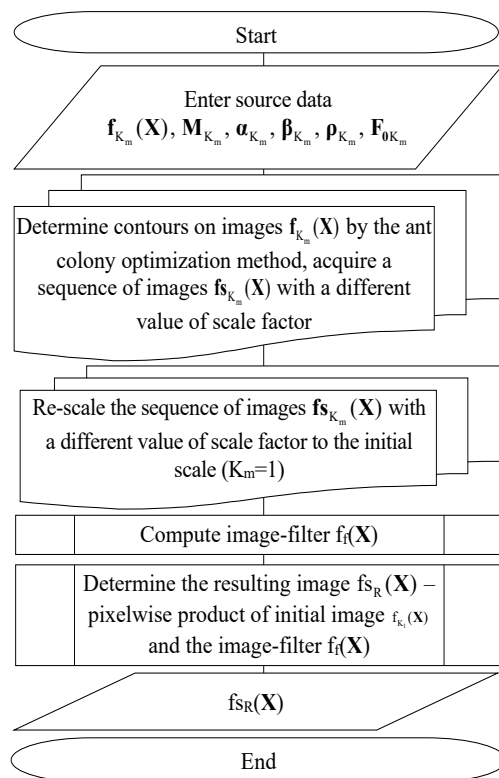 Start
Enter source data
f_{K_m}(X), M_{K_m}, α_{K_m}, β_{K_m}, ρ_{K_m}, F_{0K_m}
Determine contours on images f_{K_m}(X) by the ant
colony optimization method, acquire a
sequence of images fs_{K_m}(X) with a different
value of scale factor
Re-scale the sequence of images fs_{K_m}(X) with
a different value of scale factor to the initial
scale (K_m=1)
Compute image-filter f_f(X)
Determine the resulting image fs_R(X) –
pixelwise product of initial image f_{K_1}(X)
and the image-filter f_f(X)
fs_R(X)
End